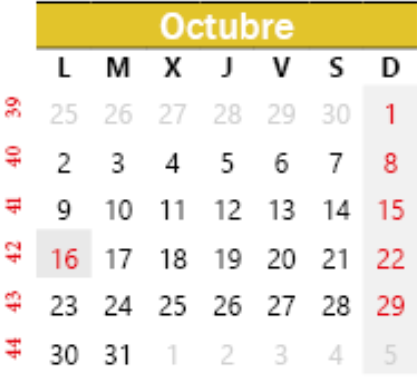 Octubre
L M X J V S D
39 25 26 27 28 29 30 1
40 2 3 4 5 6 7 8
41 9 10 11 12 13 14 15
42 16 17 18 19 20 21 22
43 23 24 25 26 27 28 29
44 30 31 1 2 3 4 5